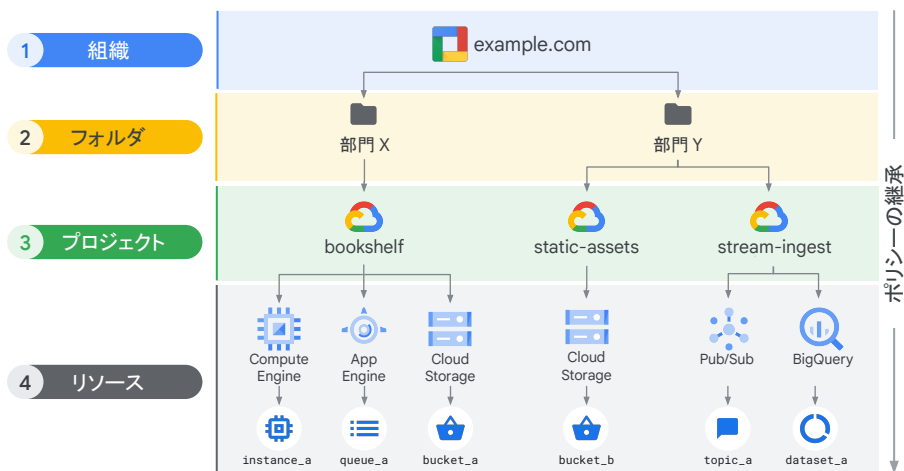 1 組織
example.com
2 フォルダ
部門 X
部門 Y
3 プロジェクト
bookshelf
static-assets
stream-ingest
4 リソース
Compute
Engine
App
Engine
Cloud
Storage
Cloud
Storage
Pub/Sub
BigQuery
instance_a
queue_a
bucket_a
bucket_b
topic_a
dataset_a
ポリシーの継承